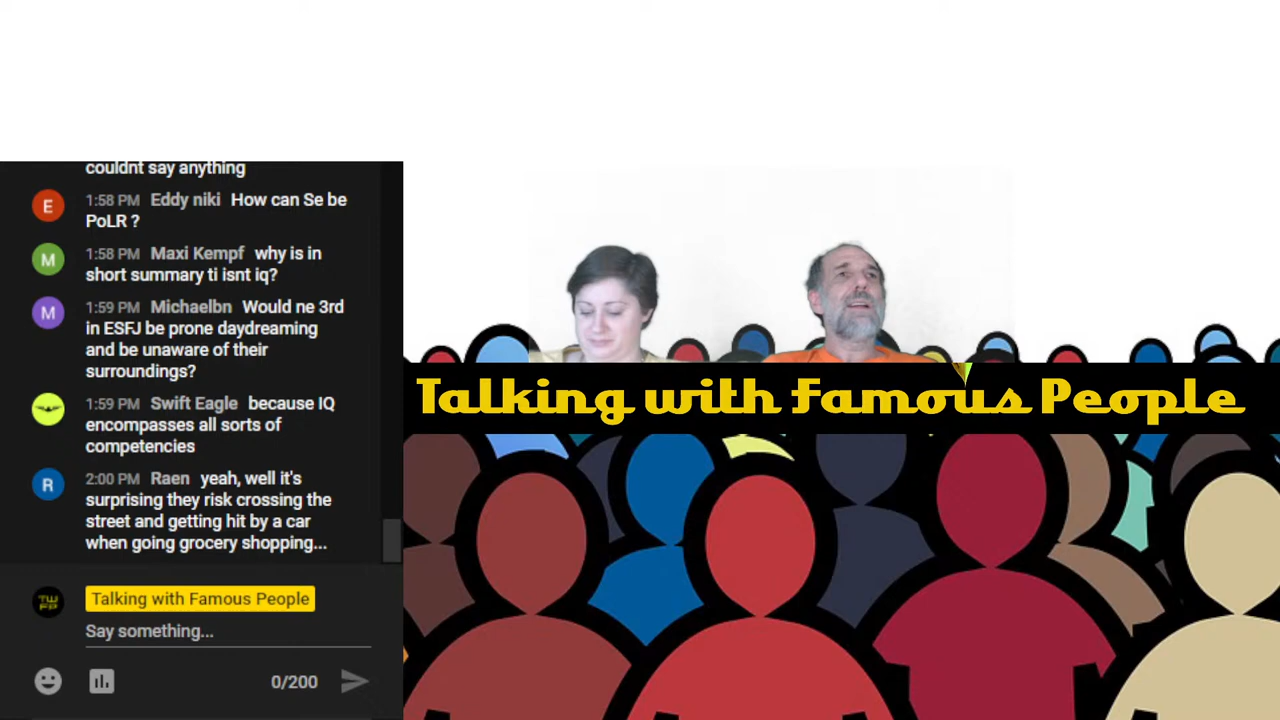 couldnt say anything
E 1:58 PM Eddy niki How can Se be
PoLR ?
M 1:58 PM Maxi Kempf why is in
short summary ti isnt iq?
M 1:59 PM Michaelbn Would ne 3rd
in ESFJ be prone daydreaming
and be unaware of their
surroundings?
1:59 PM Swift Eagle because IQ
encompasses all sorts of
competencies
R 2:00 PM Raen yeah, well it's
surprising they risk crossing the
street and getting hit by a car
when going grocery shopping...
TW
FP
Talking with Famous People
Say something...
0/200
Talking with Famous People